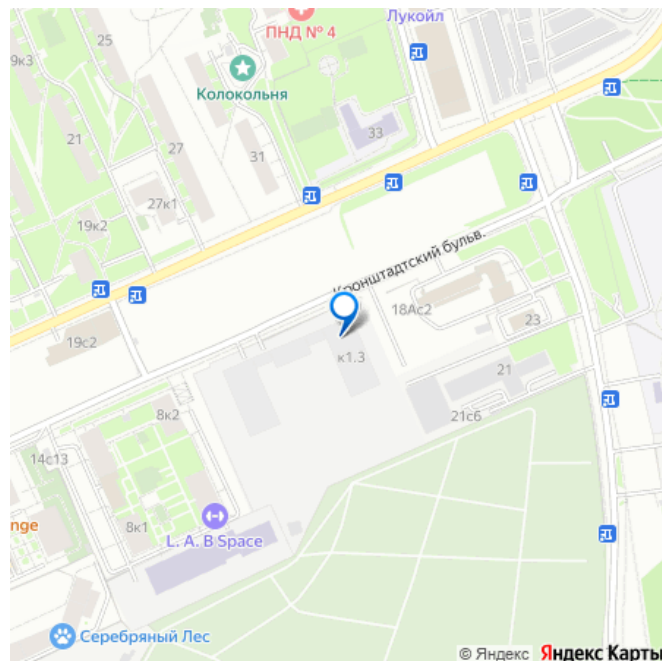 Лукойл
ПНД № 4
25
9к3
Колокольня
33
21
27
31
27к1
19к2
Кронштадтский бульв.
18Ас2
23
19с2
к1.3
21
8к2
21с6
14с13
nge
8к1
L. A. B Space
Серебряный Лес
© Яндекс Яндекс Карты